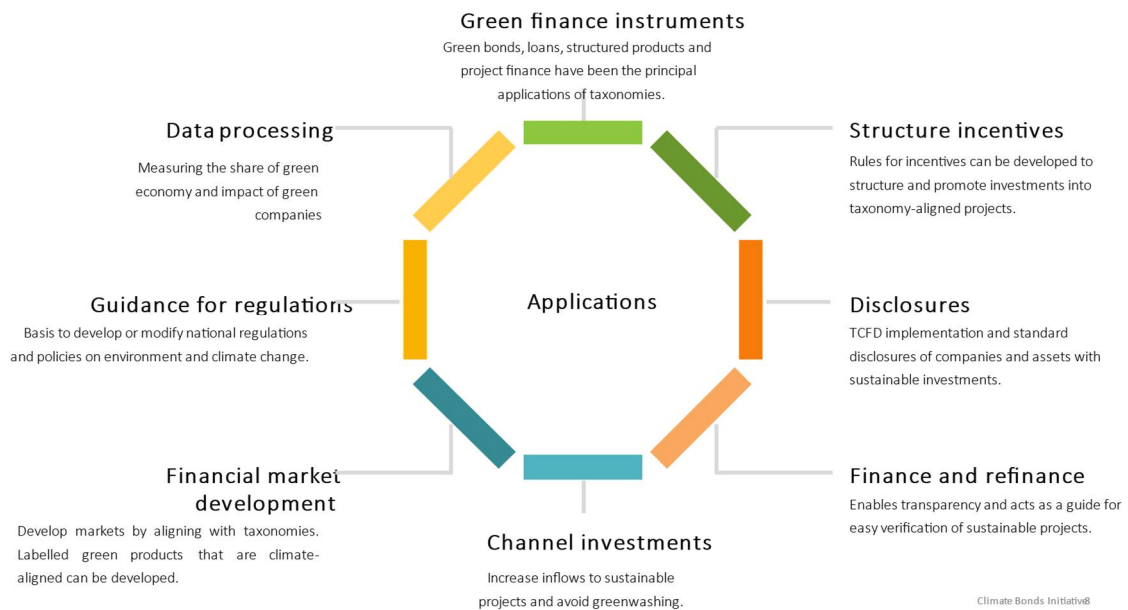 Green finance instruments
Green bonds, loans, structured products and
project finance have been the principal
applications of taxonomies.
Structure incentives
Rules for incentives can be developed to
structure and promote investments into
taxonomy-aligned projects.
Disclosures
TCFD implementation and standard
disclosures of companies and assets with
sustainable investments.
Finance and refinance
Enables transparency and acts as a guide for
easy verification of sustainable projects.
Channel investments
Increase inflows to sustainable
projects and avoid greenwashing.
Financial market
development
Develop markets by aligning with taxonomies.
Labelled green products that are climate-
aligned can be developed.
Guidance for regulations
Basis to develop or modify national regulations
and policies on environment and climate change.
Data processing
Measuring the share of green
economy and impact of green
companies
Applications
Climate Bonds Initiative8